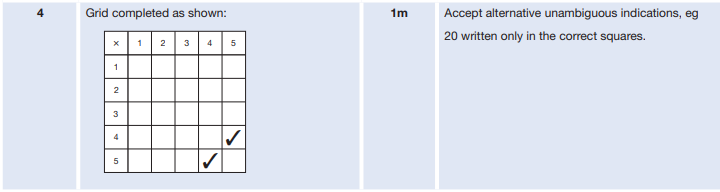 4 Grid completed as shown: 1m Accept alternative unambiguous indications, eg
20 written only in the correct squares.
× 1 2 3 4 5
1
2
3
4 ✓
5 ✓